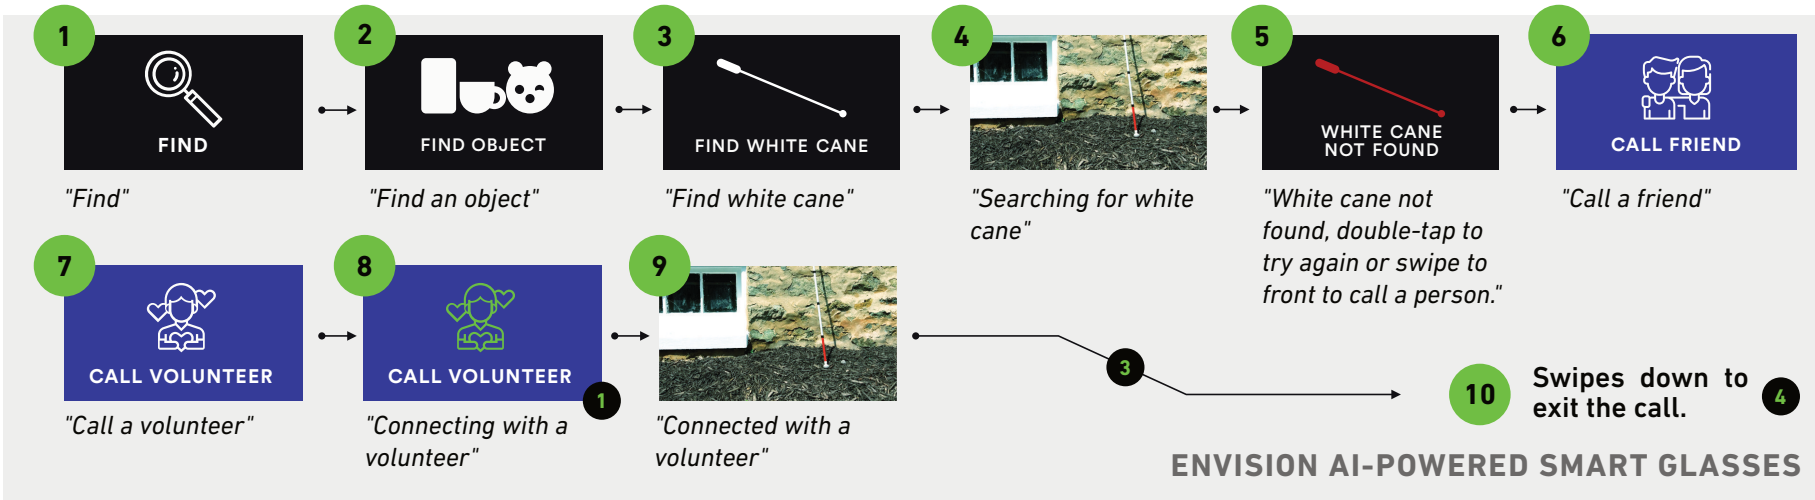 1
FIND
"Find"
2
FIND OBJECT
"Find an object"
3
FIND WHITE CANE
"Find white cane"
4
"Searching for white
cane"
5
WHITE CANE
NOT FOUND
"White cane not
found, double-tap to
try again or swipe to
front to call a person."
6
CALL FRIEND
"Call a friend"
7
CALL VOLUNTEER
"Call a volunteer"
8
CALL VOLUNTEER
1
"Connecting with a
volunteer"
9
"Connected with a
volunteer"
3
10
Swipes down to
exit the call.
4
ENVISION AI-POWERED SMART GLASSES